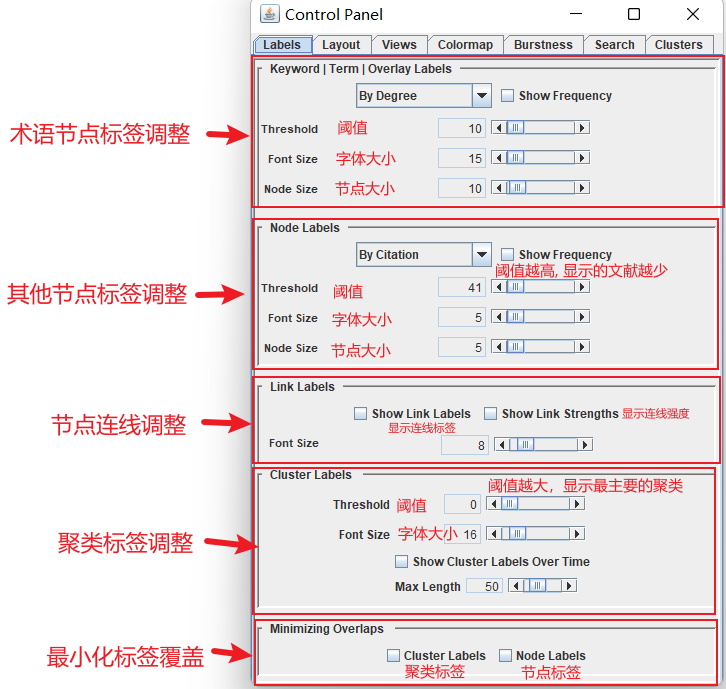 Control Panel
Labels Layout Views Colormap Burstness Search Clusters
Keyword | Term | Overlay Labels
By Degree Show Frequency
术语节点标签调整
Threshold 阈值 10
Font Size 字体大小 15
Node Size 节点大小 10
Node Labels
By Citation Show Frequency
阈值越高, 显示的文献越少
其他节点标签调整
Threshold 阈值 41
Font Size 字体大小 5
Node Size 节点大小 5
Link Labels
节点连线调整
Show Link Labels Show Link Strengths 显示连线强度
显示连线标签
Font Size 8
Cluster Labels
阈值越大，显示最主要的聚类
Threshold 阈值 0
Font Size 字体大小 16
聚类标签调整
Show Cluster Labels Over Time
Max Length 50
Minimizing Overlaps
最小化标签覆盖
Cluster Labels Node Labels
聚类标签 节点标签